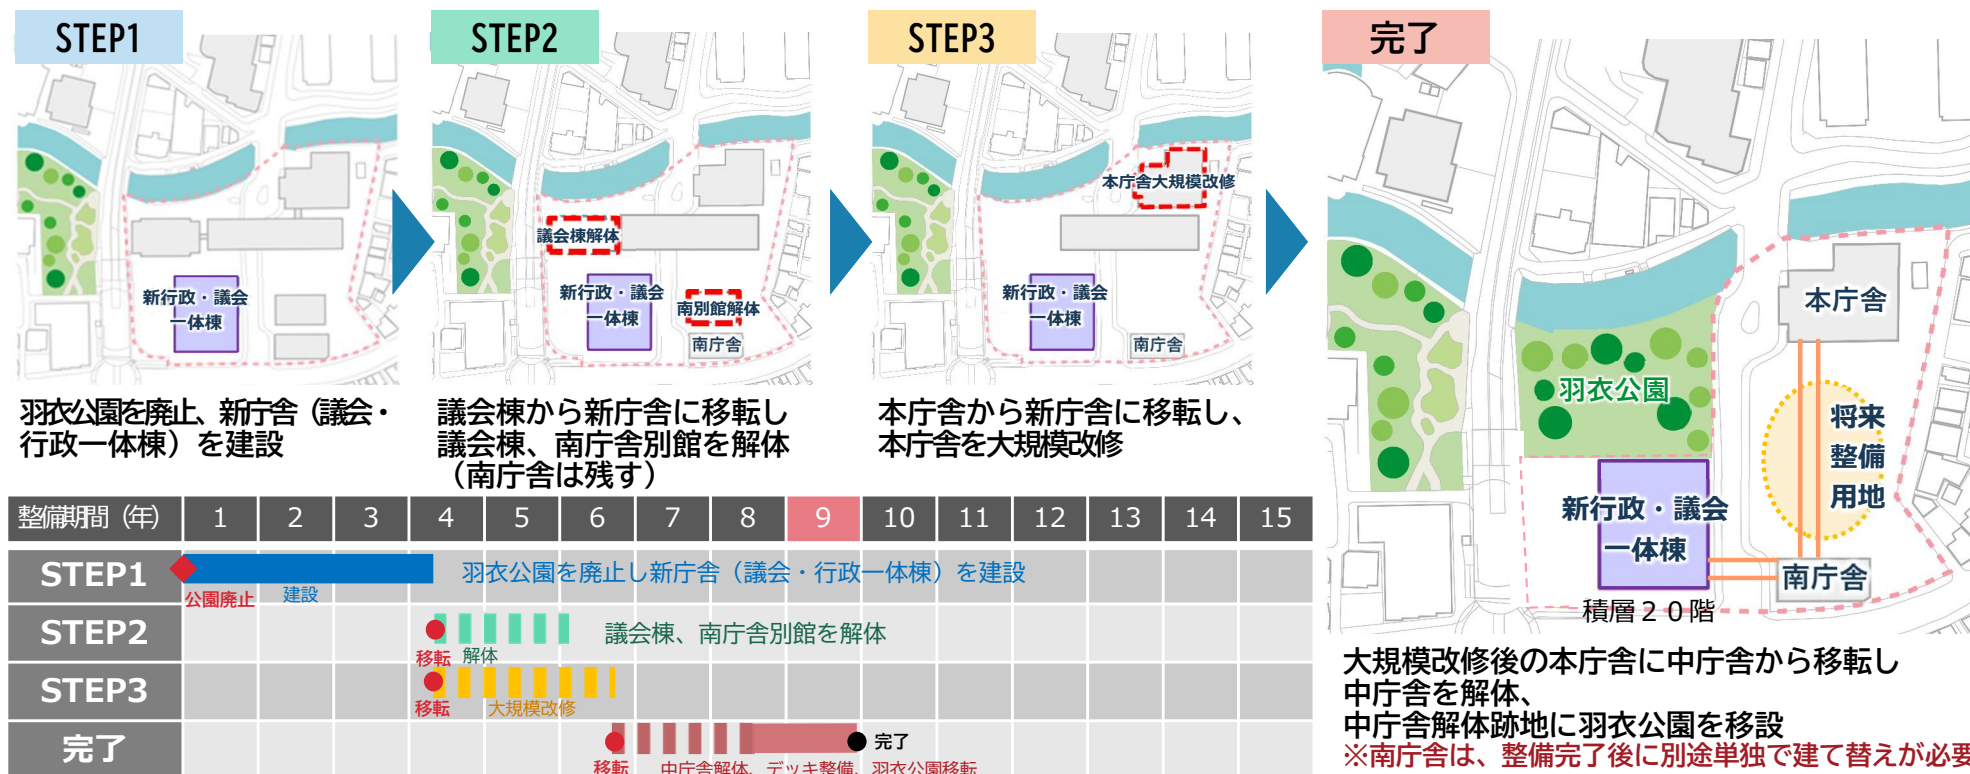 STEP1
新行政・議会
一体棟
羽衣公園を廃止、新庁舎（議会・
行政一体棟）を建設
STEP2
議会棟解体
新行政・議会
一体棟
南別館解体
南庁舎
議会棟から新庁舎に移転し
議会棟、南庁舎別館を解体
（南庁舎は残す）
STEP3
本庁舎大規模改修
新行政・議会
一体棟
南庁舎
本庁舎から新庁舎に移転し、
本庁舎を大規模改修
完了
本庁舎
羽衣公園
将来
整備
用地
新行政・議会
一体棟
南庁舎
積層２０階
大規模改修後の本庁舎に中庁舎から移転し
中庁舎を解体、
中庁舎解体跡地に羽衣公園を移設
※南庁舎は、整備完了後に別途単独で建て替えが必要
整備期間（年） 1 2 3 4 5 6 7 8 9 10 11 12 13 14 15
STEP1 羽衣公園を廃止し新庁舎（議会・行政一体棟）を建設
公園廃止 建設
STEP2 議会棟、南庁舎別館を解体
移転 解体
STEP3
移転 大規模改修
完了 完了
移転 中庁舎解体、デッキ整備、羽衣公園移転